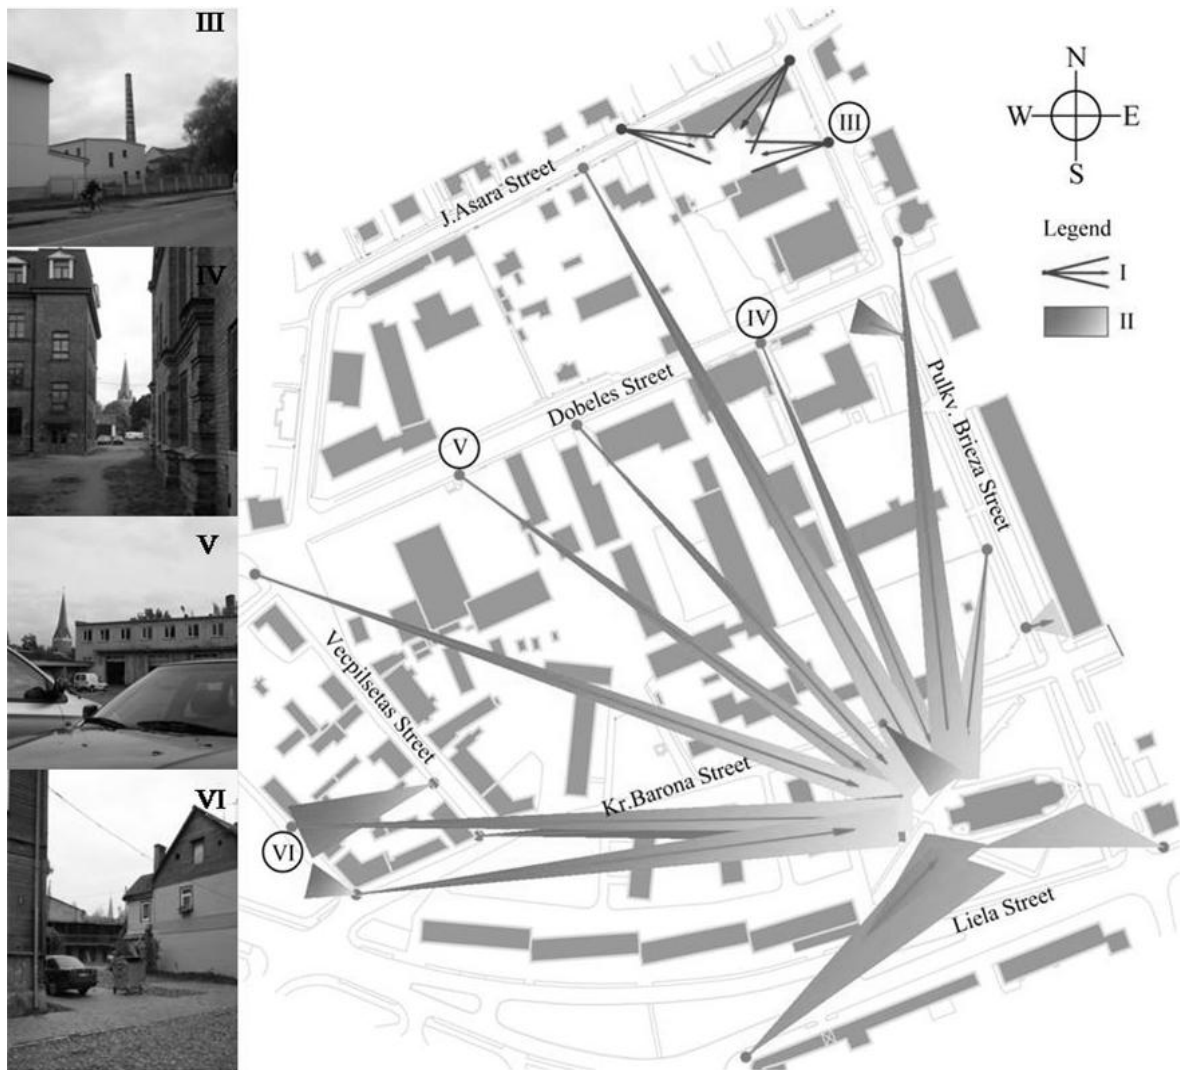 III
IV
V
VI
J.Asara Street
III
IV
Dobeles Street
V
Pulkv. Brieza Street
Vecpilsetas Street
Kr.Barona Street
VI
Liela Street
N
W
E
S
Legend
I
II